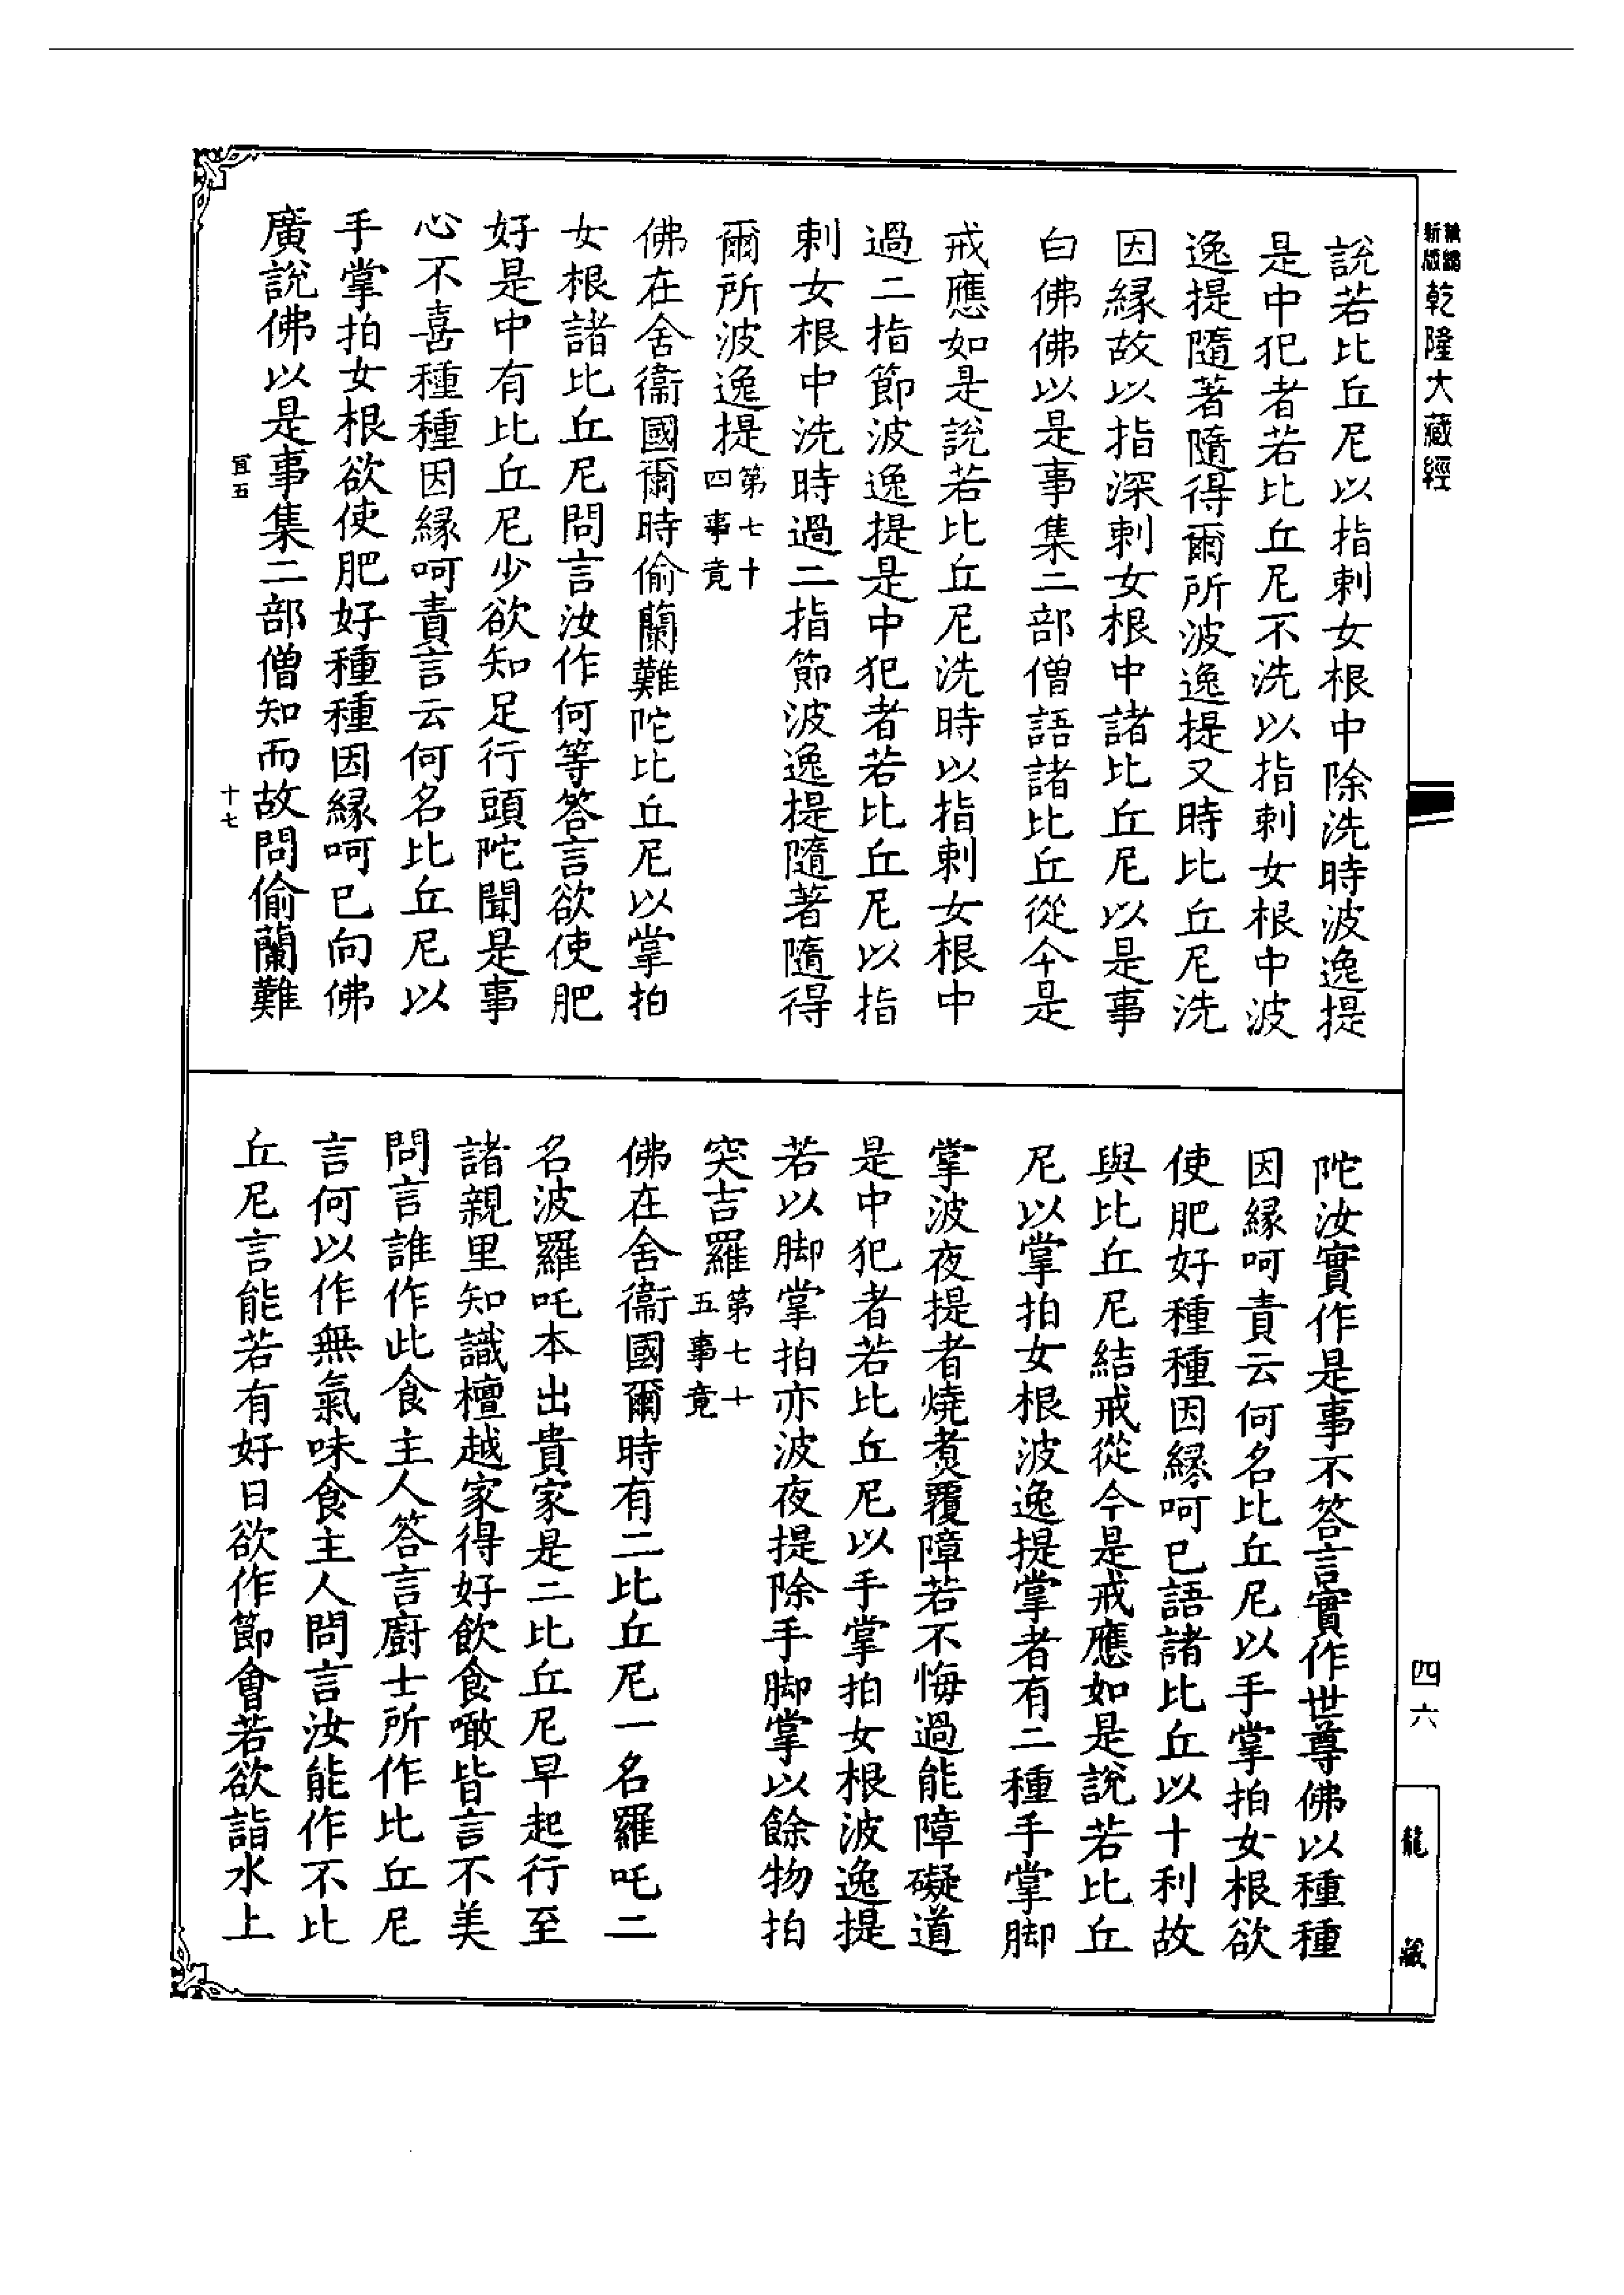 新版
乾隆大藏經
說若比丘尼以指刺女根中除洗時波逸提
是中犯者若比丘尼不洗以指刺女根中波
逸提隨著隨得爾所波逸提又時比丘尼洗
因緣故以指深刺女根中諸比丘尼以是事
白佛佛以是事集二部僧語諸比丘從今是
戒應如是說若比丘尼洗時以指刺女根中
過二指節波逸提是中犯者若比丘尼以指
刺女根中洗時過二指節波逸提隨著隨得
爾所波逸提第七十四事竟
佛在舍衞國爾時偷蘭難陀比丘尼以掌拍
女根諸比丘尼問言汝作何等答言欲使肥
好是中有比丘尼少欲知足行頭陀聞是事
心不喜種種因緣呵責言云何名比丘尼以
手掌拍女根欲使肥好種種因緣呵已向佛
廣說佛以是事集二部僧知而故問偷蘭難
宜五
十七
陀汝實作是事不答言實作世尊佛以種種
因緣呵責云何名比丘尼以手掌拍女根欲
使肥好種種因緣呵已語諸比丘以十利故
與比丘尼結戒從今是戒應如是說若比丘
尼以掌拍女根波逸提掌者有二種手掌脚
掌波夜提者燒煮覆障若不悔過能障礙道
是中犯者若比丘尼以手掌拍女根波逸提
若以脚掌拍亦波夜提除手脚掌以餘物拍
突吉羅第七十五事竟
佛在舍衞國爾時有二比丘尼一名羅吒二
名波羅吒本出貴家是二比丘尼早起行至
諸親里知識檀越家得好飲食噉皆言不美
問言誰作此食主人答言廚士所作比丘尼
言何以作無氣味食主人問言汝能作不比
丘尼言能若有好日欲作節會若欲詣水上
四六
龍藏